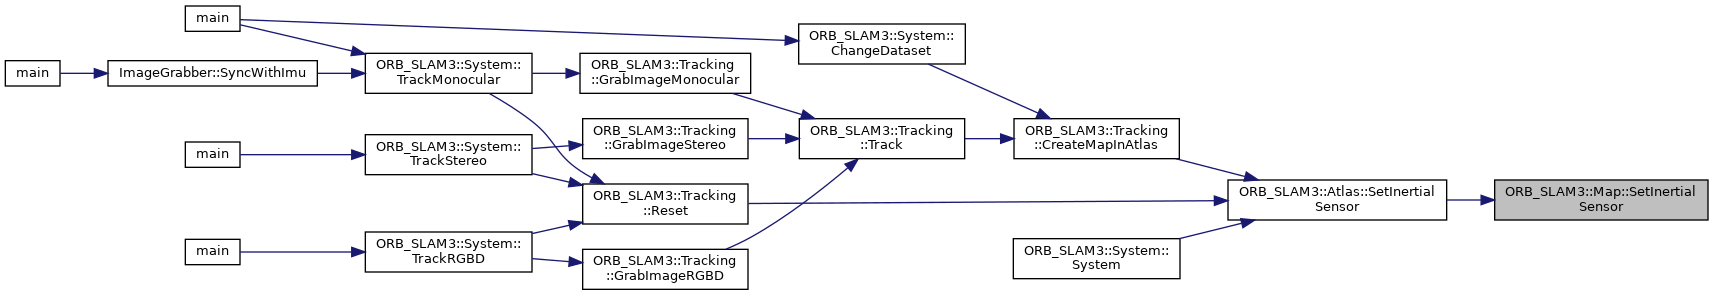 main
ORB_SLAM3::System::
ChangeDataset
main
ImageGrabber::SyncWithImu
ORB_SLAM3::System::
TrackMonocular
ORB_SLAM3::Tracking
::GrabImageMonocular
ORB_SLAM3::Tracking
::GrabImageStereo
ORB_SLAM3::Tracking
::Track
ORB_SLAM3::Tracking
::CreateMapInAtlas
main
ORB_SLAM3::System::
TrackStereo
ORB_SLAM3::Tracking
::Reset
ORB_SLAM3::Atlas::SetInertial
Sensor
ORB_SLAM3::Map::SetInertial
Sensor
main
ORB_SLAM3::System::
TrackRGBD
ORB_SLAM3::Tracking
::GrabImageRGBD
ORB_SLAM3::System::
System